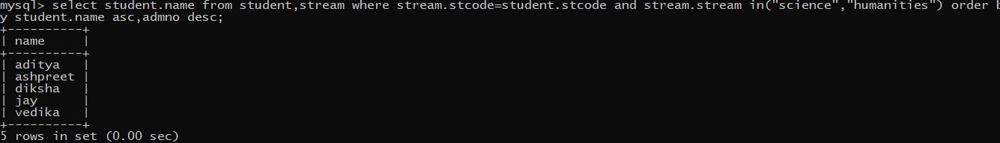 mysql> select student.name from student,stream where stream.stcode=student.stcode and stream.stream in("science","humanities") order b
y student.name asc,admno desc;
+----------+
| name     |
+----------+
| aditya   |
| ashpreet |
| diksha   |
| jay      |
| vedika   |
+----------+
5 rows in set (0.00 sec)